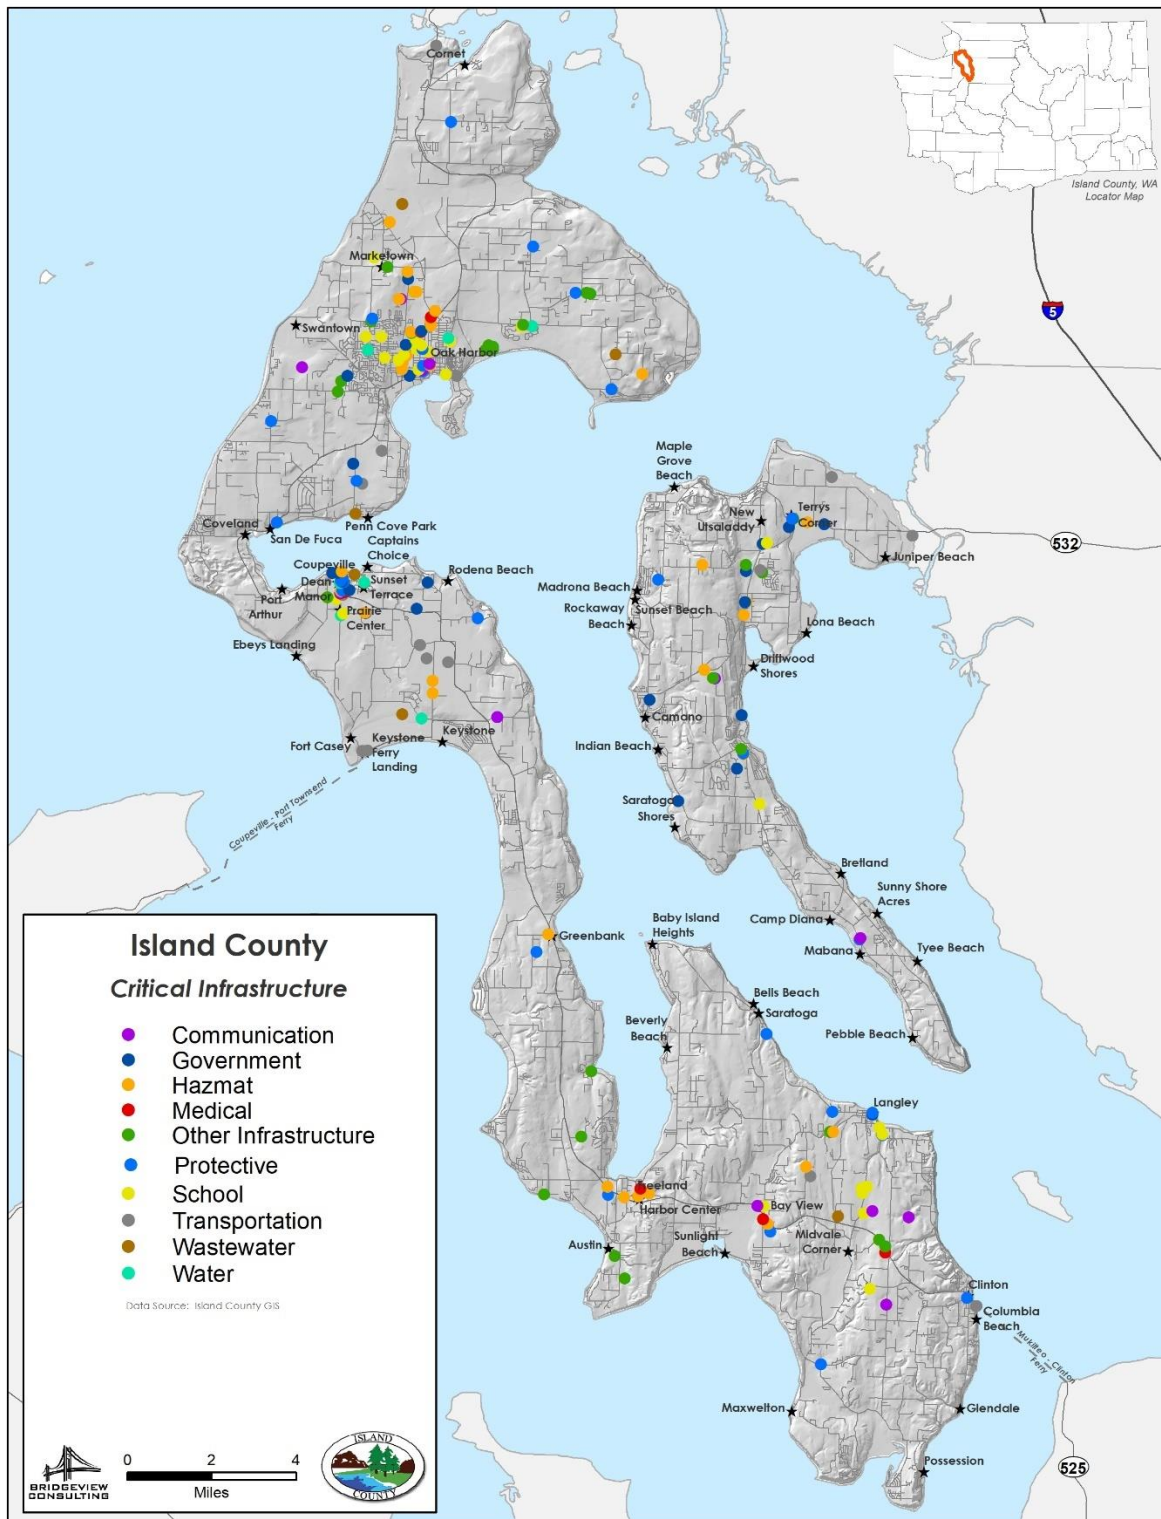 Cornet
Island County, WA
Locator Map
Marketown
5
Swantown
Oak Harbor
Maple
Grove
Beach
New
Utsaladdy
Terrys
Corner
Coveland
San De Fuca
Penn Cove Park
Captains
Choice
532
Juniper Beach
Coupeville
Dean
Manor
Sunset
Terrace
Rodena Beach
Port
Arthur
Prairie
Center
Madrona Beach
Sunset Beach
Rockaway
Beach
Lona Beach
Ebeys Landing
Driftwood
Shores
Camano
Fort Casey
Keystone
Ferry
Landing
Keystone
Indian Beach
Coupeville - Port Townsend
Ferry
Saratoga
Shores
Bretland
Sunny Shore
Acres
Camp Diana
Baby Island
Heights
Greenbank
Mabana
Tyee Beach
Bells Beach
Saratoga
Beverly
Beach
Pebble Beach
Langley
Freeland
Harbor Center
Bay View
Austin
Sunlight
Beach
Midvale
Corner
Clinton
Columbia
Beach
Mukilteo - Clinton
Ferry
Maxwelton
Glendale
Possession
525
Island County
Critical Infrastructure
Communication
Government
Hazmat
Medical
Other Infrastructure
Protective
School
Transportation
Wastewater
Water
Data Source: Island County GIS
BRIDGEVIEW
CONSULTING
0 2 4
Miles
ISLAND
COUNTY